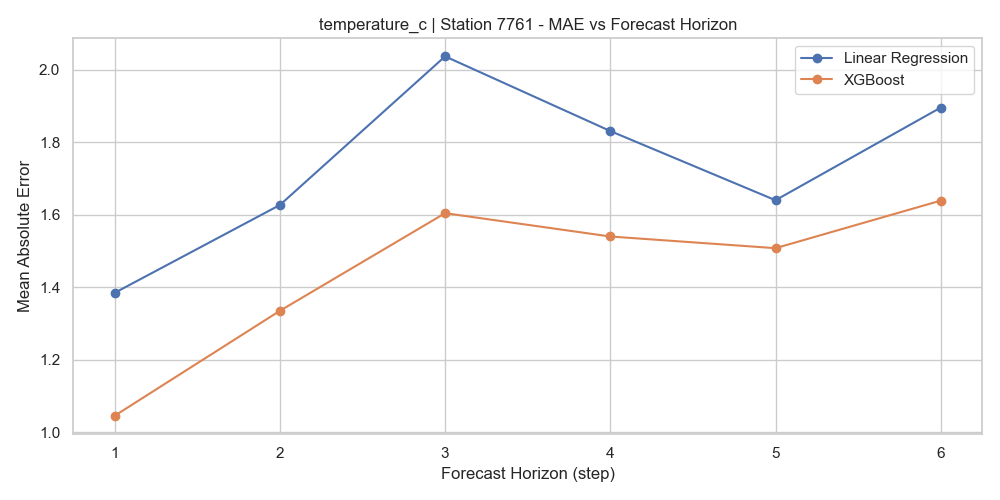 temperature_c | Station 7761 - MAE vs Forecast Horizon
Linear Regression
XGBoost
Mean Absolute Error
2.0
1.8
1.6
1.4
1.2
1.0
1 2 3 4 5 6
Forecast Horizon (step)